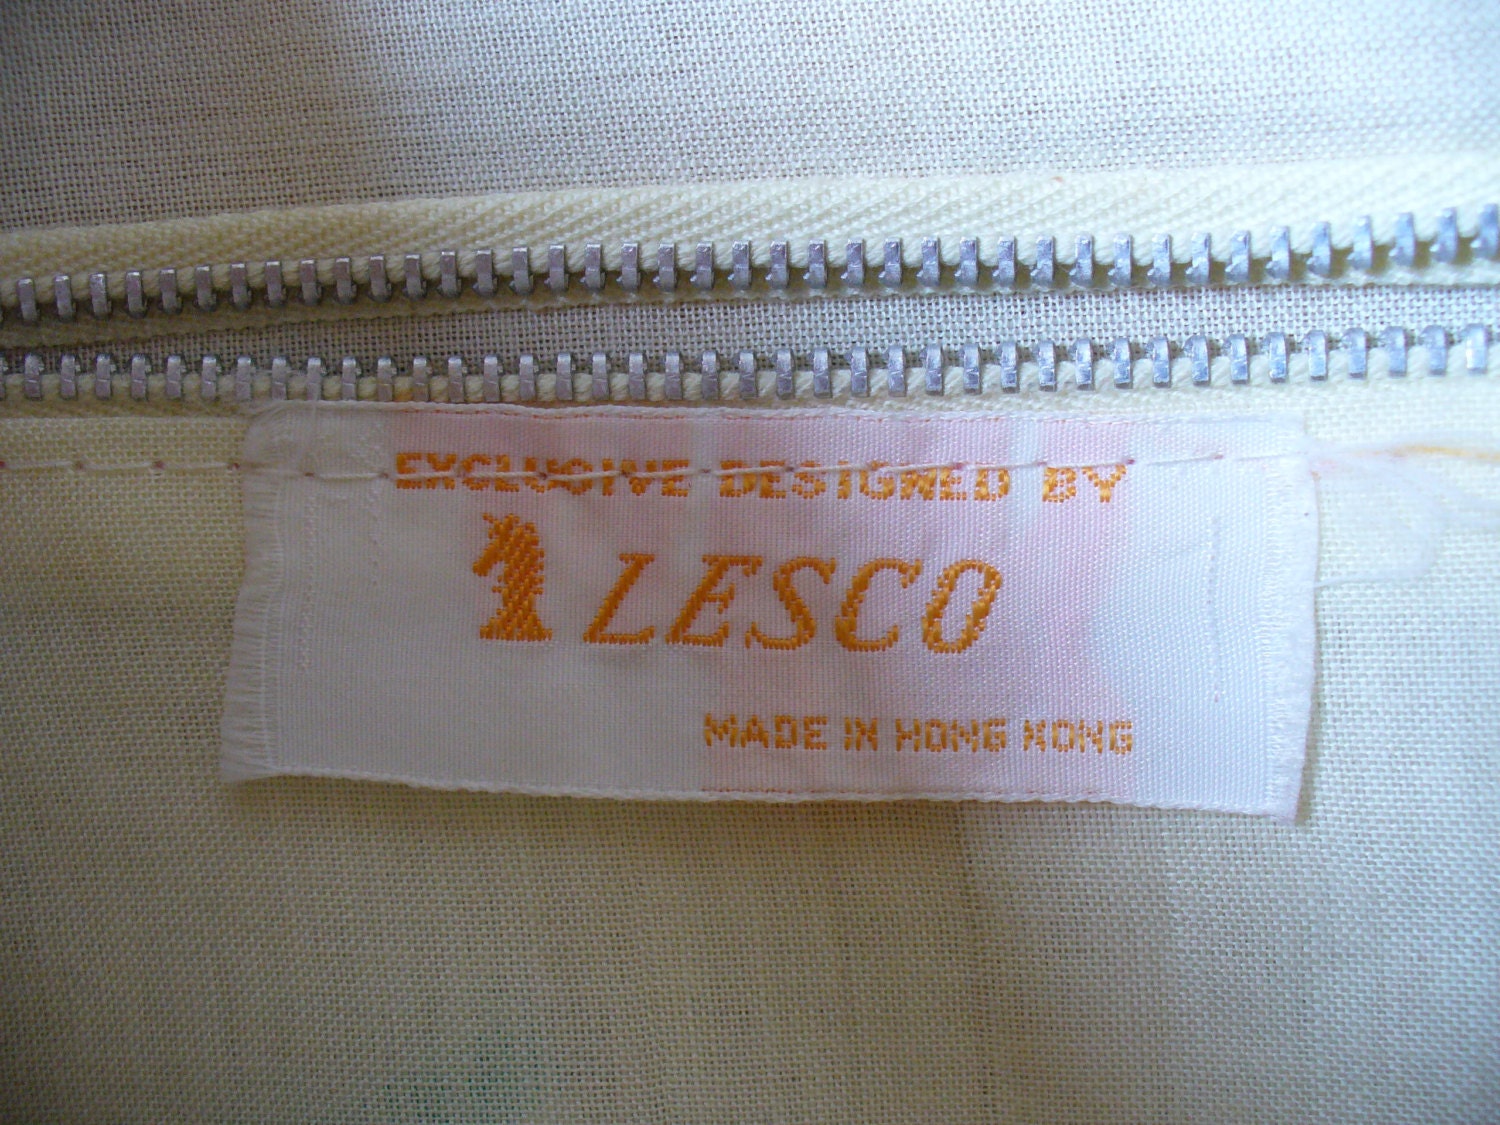 EXCLUSIVE DESIGNED BY
LESCO
MADE IN HONG KONG